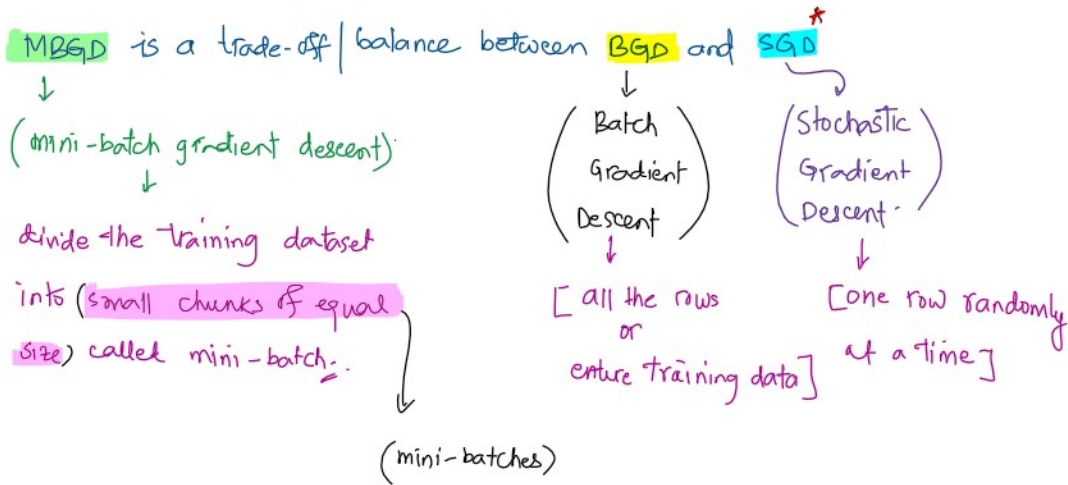 MBGD is a trade-off | balance between BGD and SGD*
(mini-batch gradient descent).
divide the training dataset
into (small chunks of equal
size) called mini-batch.
(mini-batches)
(Batch
Gradient
Descent)
[all the rows
or
entire training data]
(Stochastic
Gradient
Descent.)
[one row randomly
at a time]